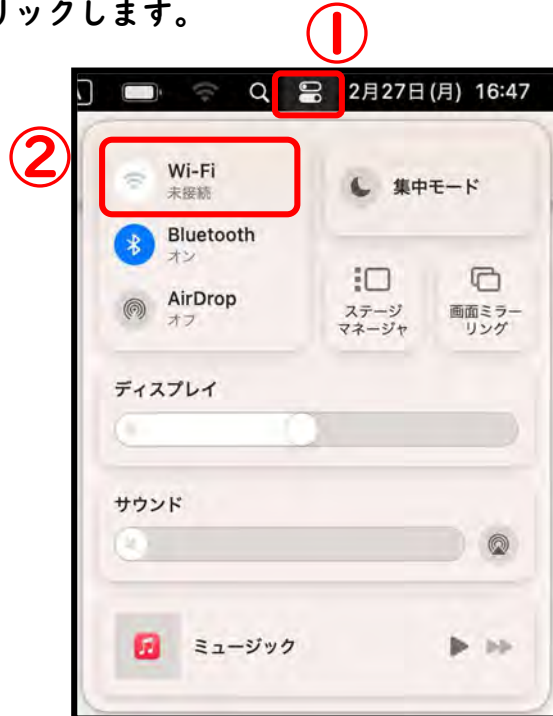 リックします。
①
2月27日(月) 16:47
②
Wi-Fi
未接続
集中モード
Bluetooth
オン
AirDrop
オフ
ステージ
マネージャ
画面ミラー
リング
ディスプレイ
サウンド
ミュージック